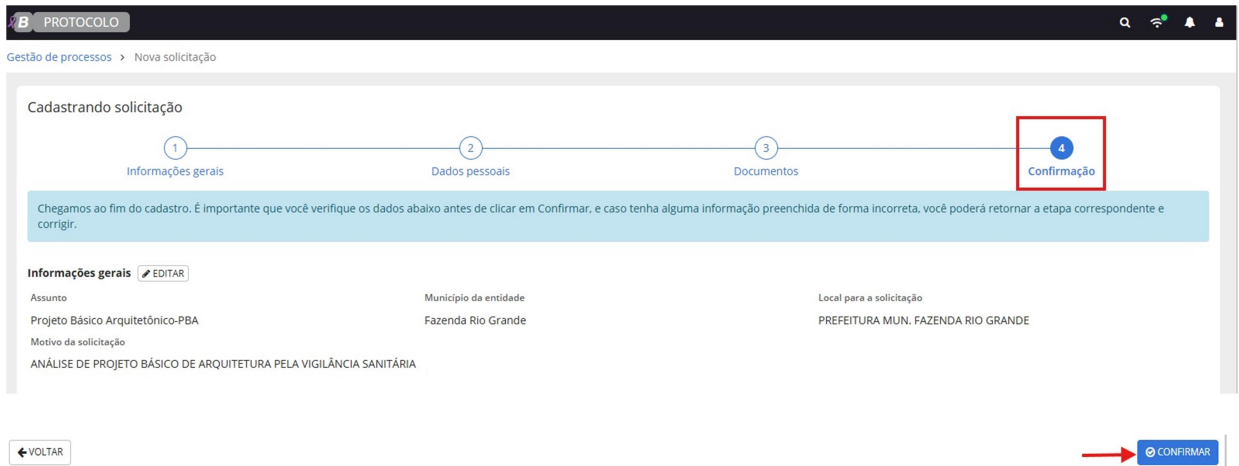 B PROTOCOLO
Gestão de processos > Nova solicitação
Cadastrando solicitação
1 2 3 4
Informações gerais Dados pessoais Documentos Confirmação
Chegamos ao fim do cadastro. É importante que você verifique os dados abaixo antes de clicar em Confirmar, e caso tenha alguma informação preenchida de forma incorreta, você poderá retornar a etapa correspondente e
corrigir.
Informações gerais EDITAR
Assunto Município da entidade Local para a solicitação
Projeto Básico Arquitetônico-PBA Fazenda Rio Grande PREFEITURA MUN. FAZENDA RIO GRANDE
Motivo da solicitação
ANÁLISE DE PROJETO BÁSICO DE ARQUITETURA PELA VIGILÂNCIA SANITÁRIA
VOLTAR CONFIRMAR